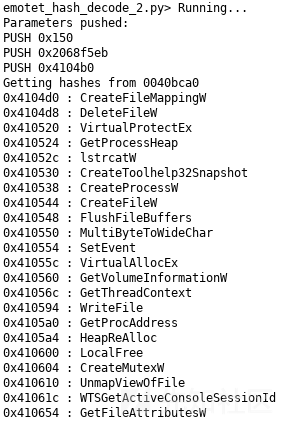 emotet_hash_decode_2.py> Running...
Parameters pushed:
PUSH 0x150
PUSH 0x2068f5eb
PUSH 0x4104b0
Getting hashes from 0040bca0
0x4104d0 : CreateFileMappingW
0x4104d8 : DeleteFileW
0x410520 : VirtualProtectEx
0x410524 : GetProcessHeap
0x41052c : lstrcatW
0x410530 : CreateToolhelp32Snapshot
0x410538 : CreateProcessW
0x410544 : CreateFileW
0x410548 : FlushFileBuffers
0x410550 : MultiByteToWideChar
0x410554 : SetEvent
0x41055c : VirtualAllocEx
0x410560 : GetVolumeInformationW
0x41056c : GetThreadContext
0x410594 : WriteFile
0x4105a0 : GetProcAddress
0x4105a4 : HeapReAlloc
0x410600 : LocalFree
0x410604 : CreateMutexW
0x410610 : UnmapViewOfFile
0x41061c : WTSGetActiveConsoleSessionId
0x410654 : GetFileAttributesW